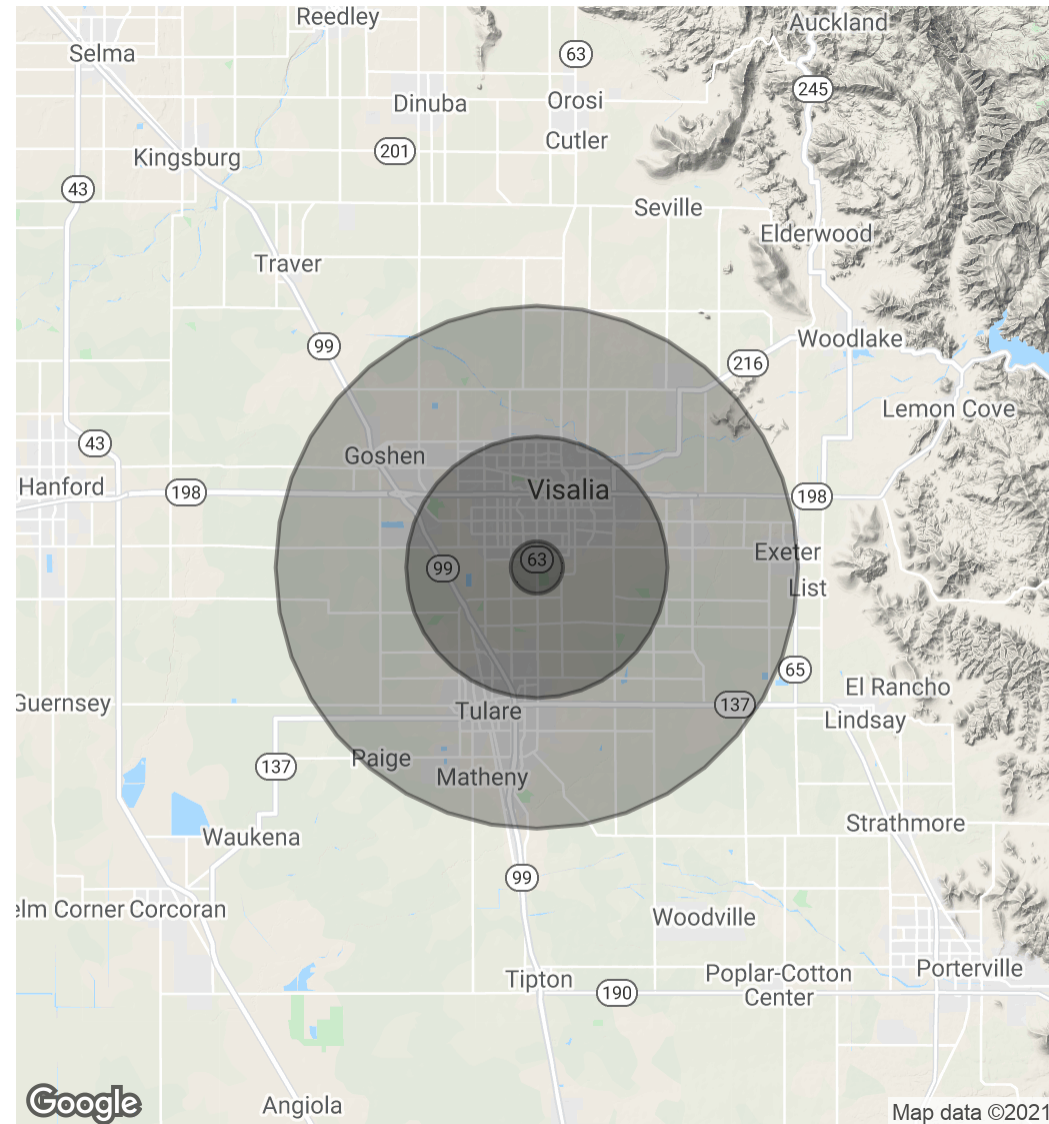 Reedley
Auckland
Selma
63
245
Dinuba
Orosi
Cutler
201
Kingsburg
43
Seville
Elderwood
Traver
99
Woodlake
216
Lemon Cove
43
Goshen
Hanford
198
Visalia
198
Exeter
63
99
List
65
El Rancho
Guernsey
137
Tulare
Lindsay
Paige
137
Matheny
Strathmore
Waukena
99
elm Corner
Corcoran
Woodville
Tipton
Poplar-Cotton
Center
Porterville
190
Google
Angiola
Map data ©2021